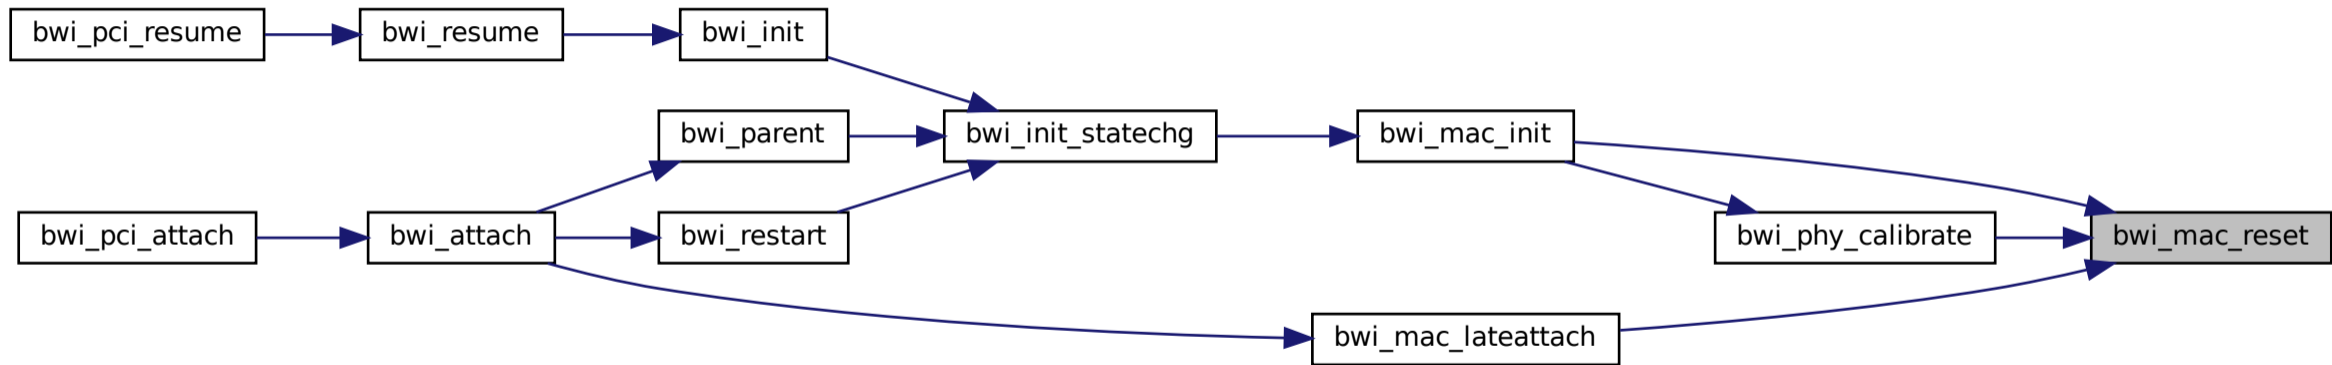 bwi_pci_resume
bwi_resume
bwi_init
bwi_parent
bwi_init_statechg
bwi_mac_init
bwi_pci_attach
bwi_attach
bwi_restart
bwi_phy_calibrate
bwi_mac_reset
bwi_mac_lateattach